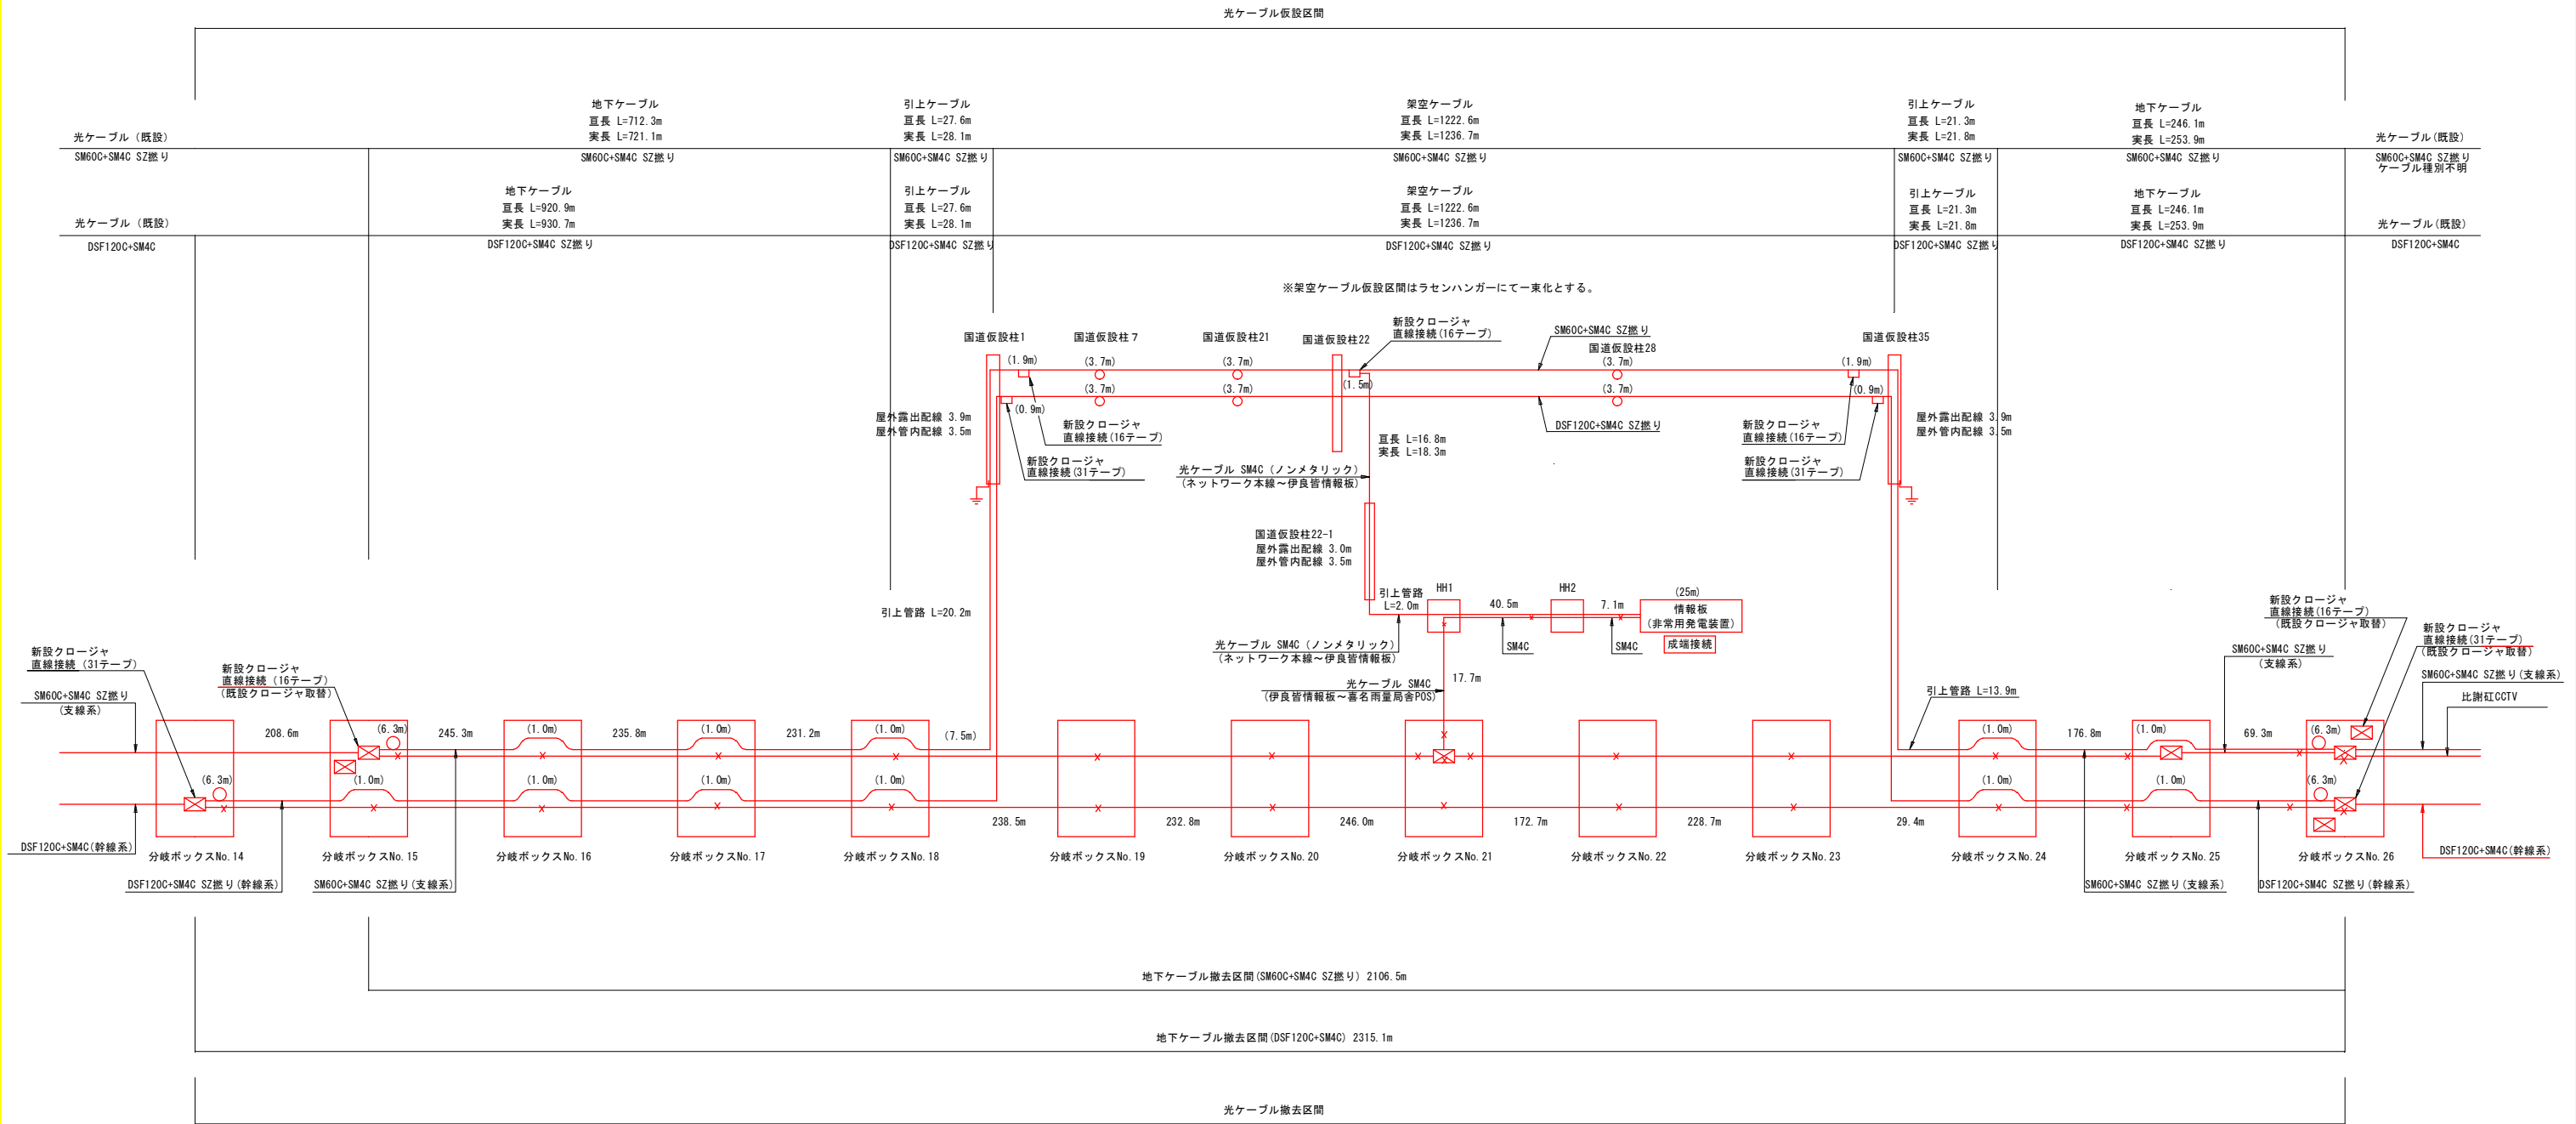 光ケーブル仮設区間
地下ケーブル
亘長 L=712.3m
実長 L=721.1m
引上ケーブル
亘長 L=27.6m
実長 L=28.1m
架空ケーブル
亘長 L=1222.6m
実長 L=1236.7m
引上ケーブル
亘長 L=21.3m
実長 L=21.8m
地下ケーブル
亘長 L=246.1m
実長 L=253.9m
光ケーブル（既設）
光ケーブル(既設)
SM60C+SM4C SZ撚り
SM60C+SM4C SZ撚り
SM60C+SM4C SZ撚り
SM60C+SM4C SZ撚り
SM60C+SM4C SZ撚り
SM60C+SM4C SZ撚り
SM60C+SM4C SZ撚り
ケーブル種別不明
地下ケーブル
亘長 L=920.9m
実長 L=930.7m
引上ケーブル
亘長 L=27.6m
実長 L=28.1m
架空ケーブル
亘長 L=1222.6m
実長 L=1236.7m
引上ケーブル
亘長 L=21.3m
実長 L=21.8m
地下ケーブル
亘長 L=246.1m
実長 L=253.9m
光ケーブル（既設）
光ケーブル(既設)
DSF120C+SM4C
DSF120C+SM4C SZ撚り
DSF120C+SM4C SZ撚り
DSF120C+SM4C SZ撚り
DSF120C+SM4C SZ撚り
DSF120C+SM4C SZ撚り
DSF120C+SM4C
※架空ケーブル仮設区間はラセンハンガーにて一束化とする。
国道仮設柱1
国道仮設柱７
国道仮設柱21
国道仮設柱22
新設クロージャ
直線接続(16テープ)
SM60C+SM4C SZ撚り
国道仮設柱28
国道仮設柱35
(1.9m)
(3.7m)
(3.7m)
(3.7m)
(1.9m)
(1.5m)
(3.7m)
(3.7m)
(3.7m)
(0.9m)
(0.9m)
屋外露出配線 3.9m
屋外管内配線 3.5m
新設クロージャ
直線接続(16テープ)
新設クロージャ
直線接続(31テープ)
DSF120C+SM4C SZ撚り
亘長 L=16.8m
実長 L=18.3m
光ケーブル SM4C（ノンメタリック）
(ネットワーク本線～伊良皆情報板)
新設クロージャ
直線接続(16テープ)
新設クロージャ
直線接続(31テープ)
屋外露出配線 3.9m
屋外管内配線 3.5m
国道仮設柱22-1
屋外露出配線 3.0m
屋外管内配線 3.5m
引上管路 L=20.2m
引上管路
L=2.0m
HH1
40.5m
HH2
7.1m
(25m)
情報板
(非常用発電装置)
成端接続
光ケーブル SM4C（ノンメタリック）
(ネットワーク本線～伊良皆情報板)
SM4C
SM4C
17.7m
光ケーブル SM4C
(伊良皆情報板～喜名雨量局舎POS)
新設クロージャ
直線接続（31テープ）
新設クロージャ
直線接続（16テープ）
(既設クロージャ取替)
SM60C+SM4C SZ撚り
(支線系)
新設クロージャ
直線接続(16テープ)
(既設クロージャ取替)
新設クロージャ
直線接続(31テープ)
(既設クロージャ取替)
SM60C+SM4C SZ撚り
(支線系)
SM60C+SM4C SZ撚り(支線系)
比謝矼CCTV
引上管路 L=13.9m
208.6m
(6.3m)
245.3m
(1.0m)
235.8m
(1.0m)
231.2m
(1.0m)
(7.5m)
(1.0m)
176.8m
(1.0m)
69.3m
(6.3m)
(6.3m)
(1.0m)
(1.0m)
(1.0m)
(1.0m)
(1.0m)
(1.0m)
(6.3m)
238.5m
232.8m
246.0m
172.7m
228.7m
29.4m
DSF120C+SM4C(幹線系)
分岐ボックスNo.14
分岐ボックスNo.15
分岐ボックスNo.16
分岐ボックスNo.17
分岐ボックスNo.18
分岐ボックスNo.19
分岐ボックスNo.20
分岐ボックスNo.21
分岐ボックスNo.22
分岐ボックスNo.23
分岐ボックスNo.24
分岐ボックスNo.25
分岐ボックスNo.26
DSF120C+SM4C(幹線系)
DSF120C+SM4C SZ撚り(幹線系)
SM60C+SM4C SZ撚り(支線系)
SM60C+SM4C SZ撚り(支線系)
DSF120C+SM4C SZ撚り(幹線系)
地下ケーブル撤去区間(SM60C+SM4C SZ撚り) 2106.5m
地下ケーブル撤去区間(DSF120C+SM4C) 2315.1m
光ケーブル撤去区間